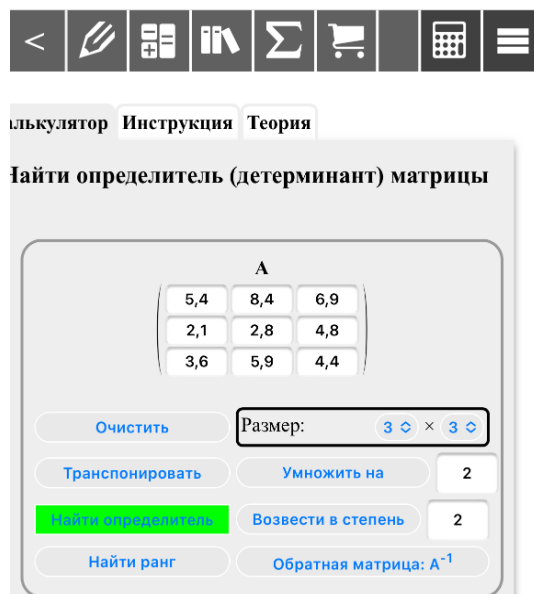 <
алькулятор Инструкция Теория
Найти определитель (детерминант) матрицы
A
5,4 8,4 6,9
2,1 2,8 4,8
3,6 5,9 4,4
Очистить Размер: 3 × 3
Транспонировать Умножить на 2
Найти определитель Возвести в степень 2
Найти ранг Обратная матрица: A⁻¹